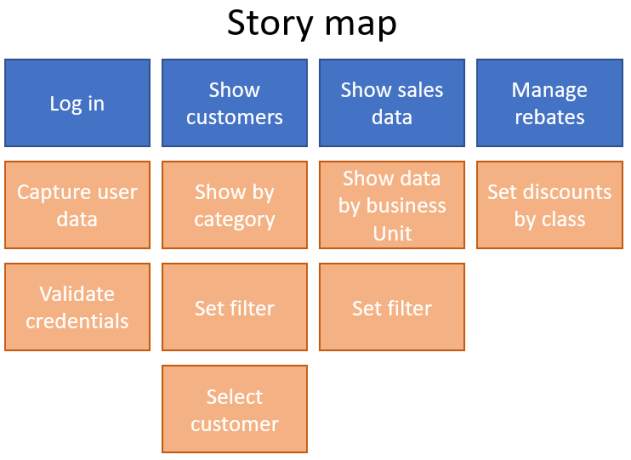 Story map
Log in
Show
customers
Show sales
data
Manage
rebates
Capture user
data
Show by
category
Show data
by business
Unit
Set discounts
by class
Validate
credentials
Set filter
Set filter
Select
customer